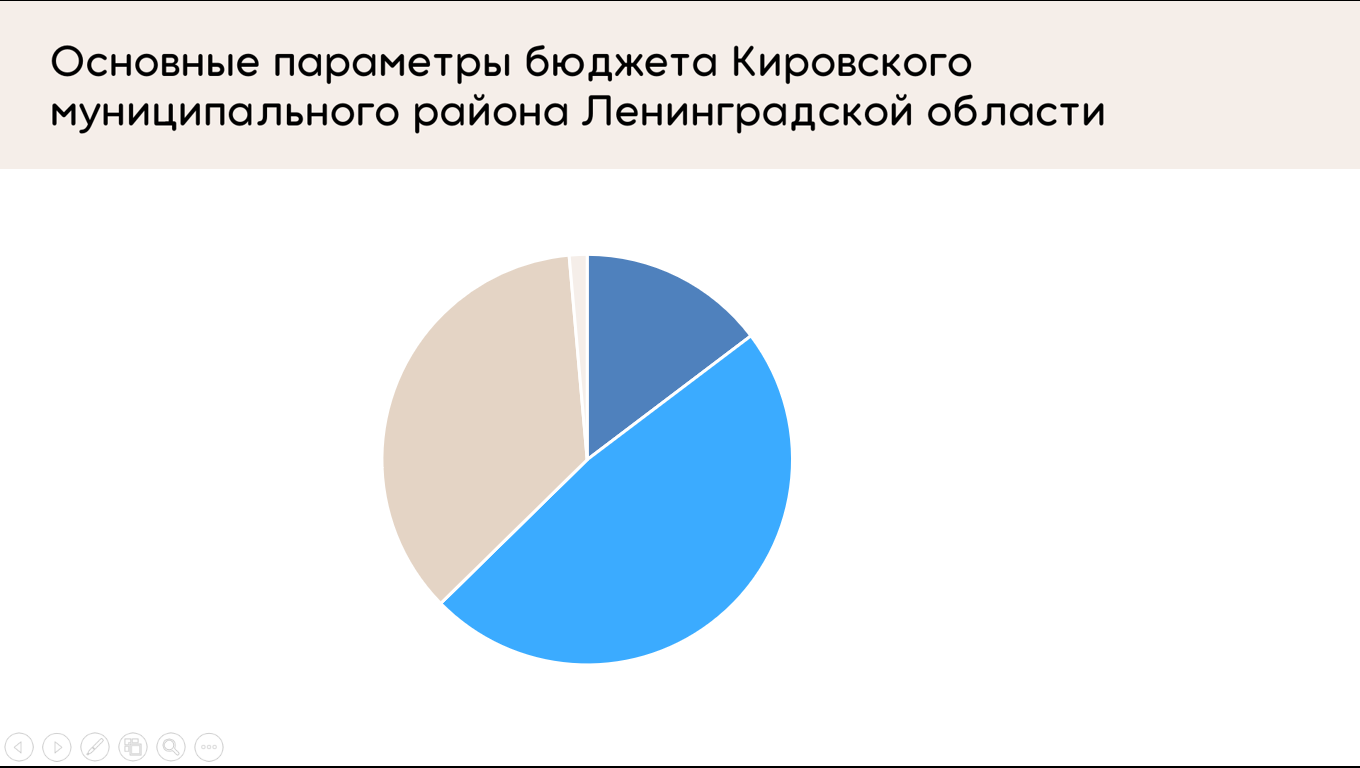 Основные параметры бюджета Кировского
муниципального района Ленинградской области